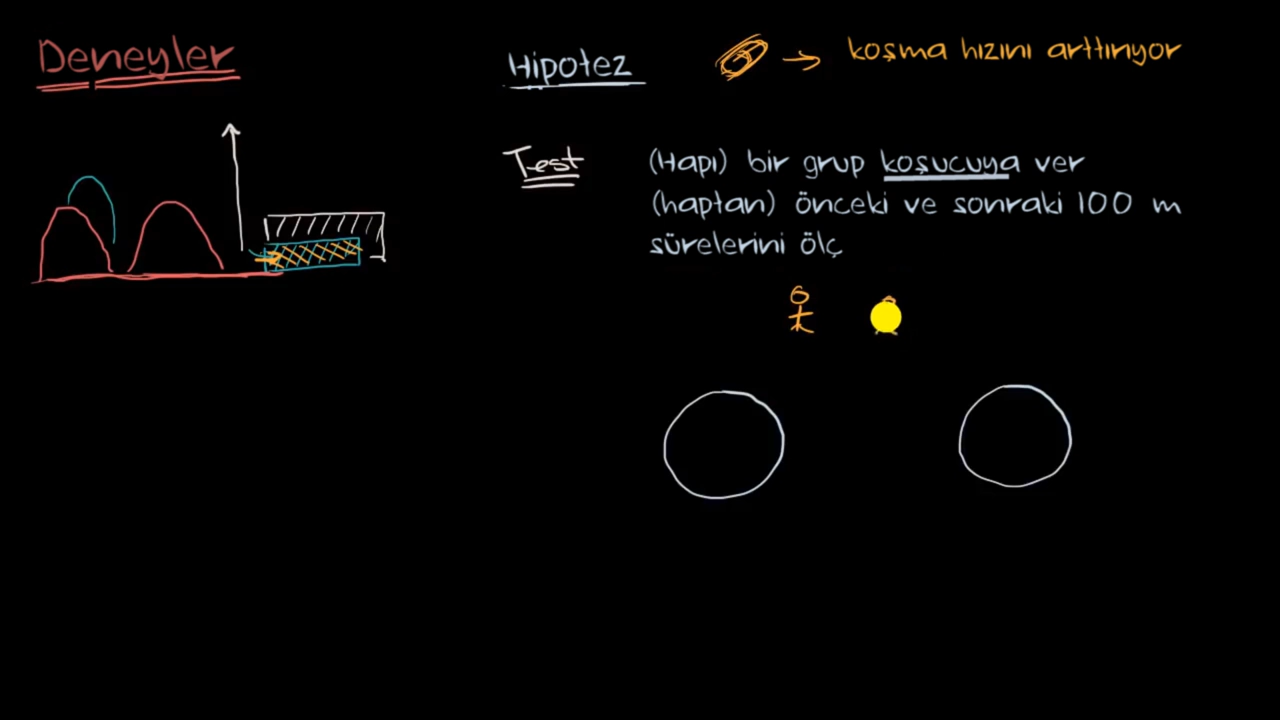 Deneyler
Hipotez
koşma hızını arttırıyor
Test
(Hapı) bir grup koşucuya ver
(haptan) önceki ve sonraki 100 m
sürelerini ölç